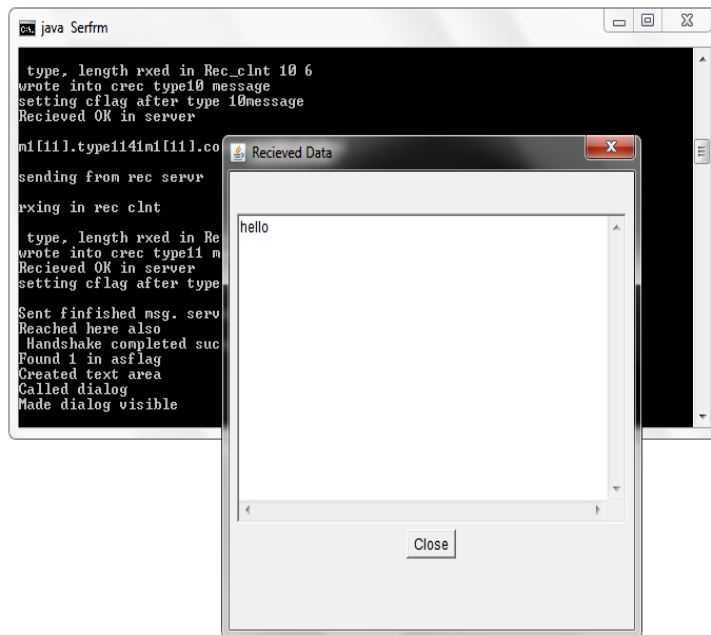 java Serfrm
type, length rxed in Rec_clnt 10 6
wrote into crec type10 message
setting cflag after type 10message
Recieved OK in server
m1[11].type1141m1[11].co
sending from rec servr
rxing in rec clnt
type, length rxed in Re
wrote into crec type11 m
Recieved OK in server
setting cflag after type
Sent finfished msg. serv
Reached here also
Handshake completed suc
Found 1 in asflag
Created text area
Called dialog
Made dialog visible
Recieved Data
hello
Close